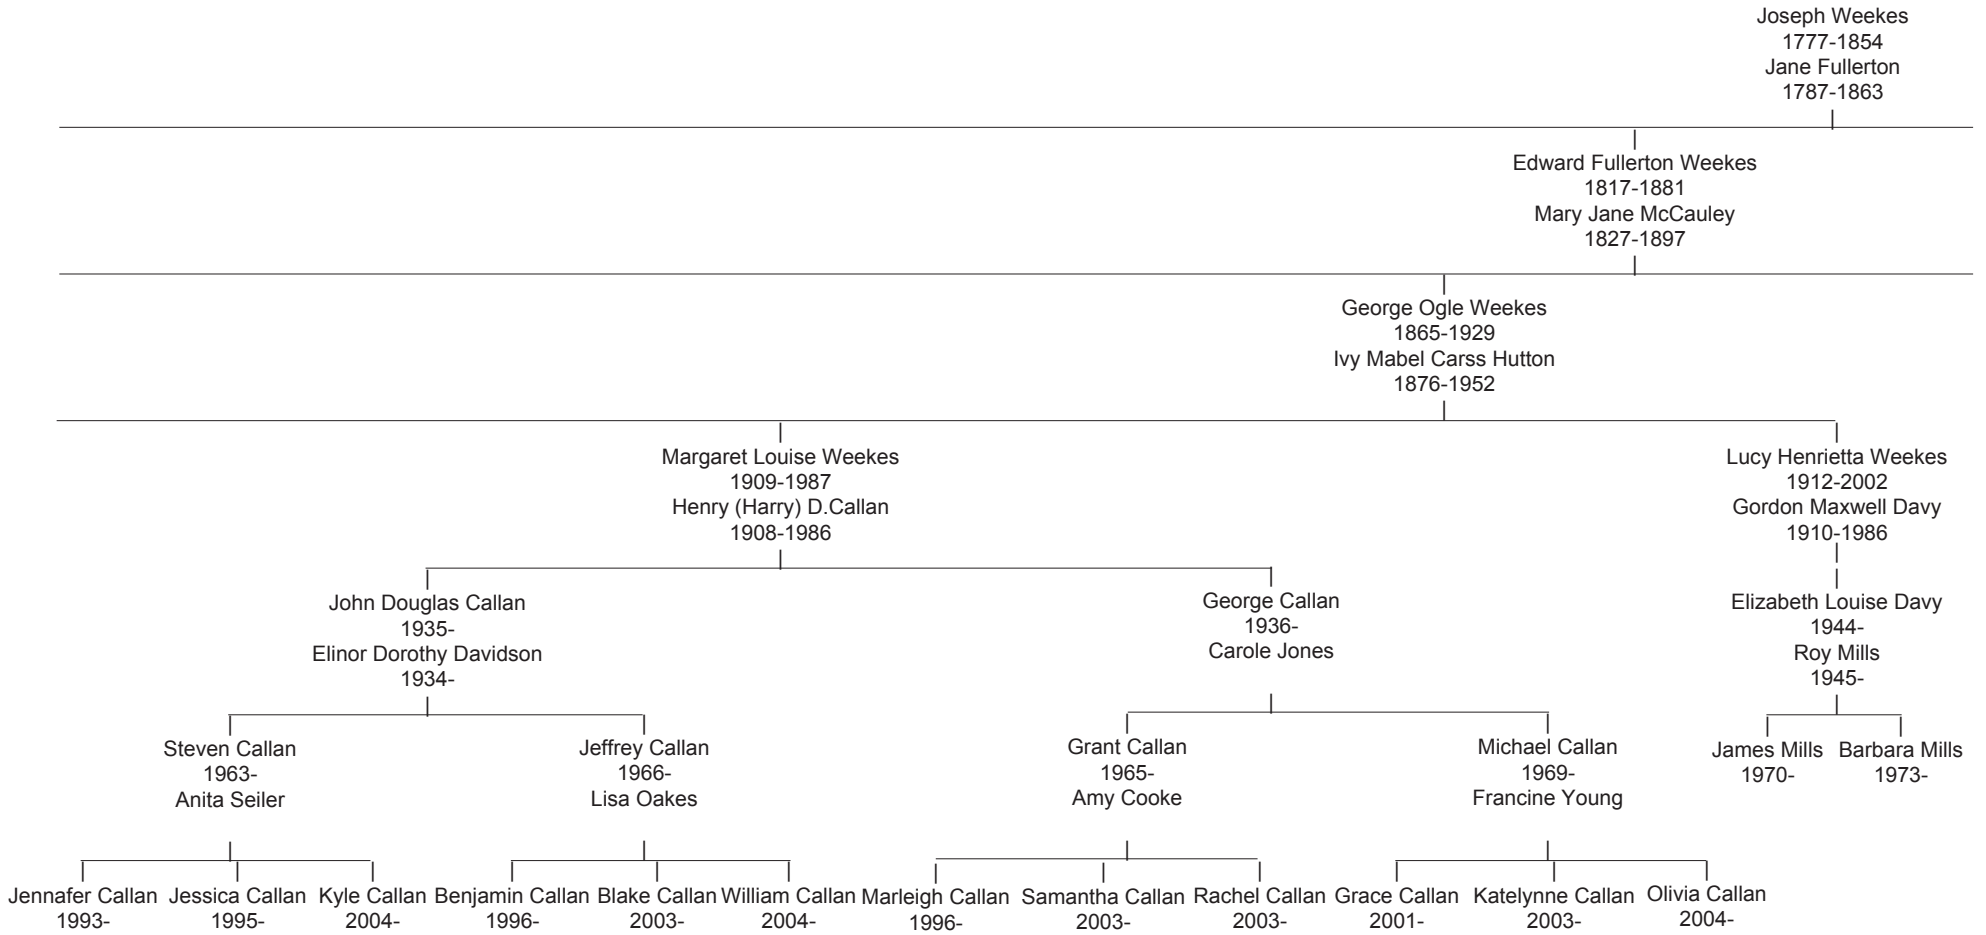 Joseph Weekes
1777-1854
Jane Fullerton
1787-1863
Edward Fullerton Weekes
1817-1881
Mary Jane McCauley
1827-1897
George Ogle Weekes
1865-1929
Ivy Mabel Carss Hutton
1876-1952
Margaret Louise Weekes
1909-1987
Henry (Harry) D.Callan
1908-1986
Lucy Henrietta Weekes
1912-2002
Gordon Maxwell Davy
1910-1986
John Douglas Callan
1935-
Elinor Dorothy Davidson
1934-
George Callan
1936-
Carole Jones
Elizabeth Louise Davy
1944-
Roy Mills
1945-
Steven Callan
1963-
Anita Seiler
Jeffrey Callan
1966-
Lisa Oakes
Grant Callan
1965-
Amy Cooke
Michael Callan
1969-
Francine Young
James Mills
1970-
Barbara Mills
1973-
Jennafer Callan
1993-
Jessica Callan
1995-
Kyle Callan
2004-
Benjamin Callan
1996-
Blake Callan
2003-
William Callan
2004-
Marleigh Callan
1996-
Samantha Callan
2003-
Rachel Callan
2003-
Grace Callan
2001-
Katelynne Callan
2003-
Olivia Callan
2004-